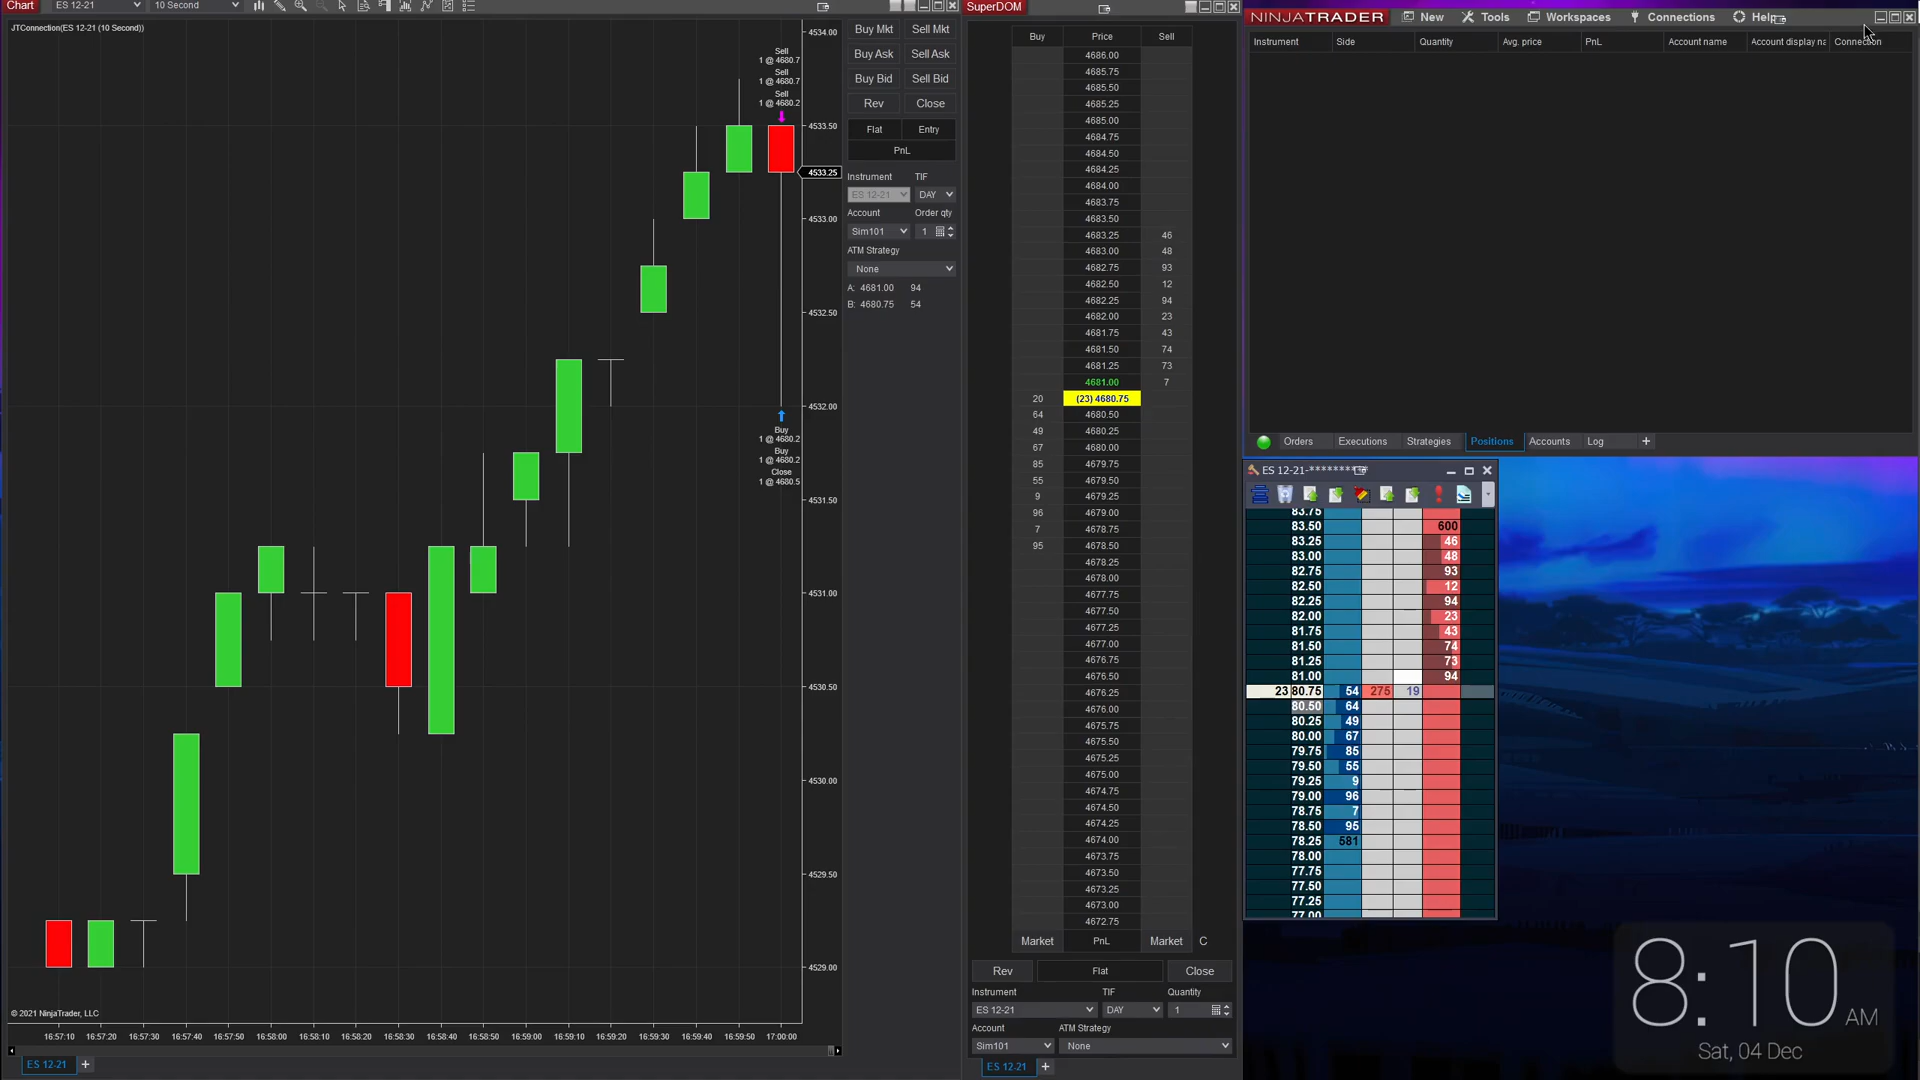 Chart
ES 12-21
10 Second
JTConnection(ES 12-21 (10 Second))
Sell
1 @ 4680.7
Sell
1 @ 4680.7
Sell
1 @ 4680.2
Buy
1 @ 4680.2
Buy
1 @ 4680.2
Close
1 @ 4680.5
4534.00
4533.50
4533.25
4533.00
4532.50
4532.00
4531.50
4531.00
4530.50
4530.00
4529.50
4529.00
© 2021 NinjaTrader, LLC
16:57:10 16:57:20 16:57:30 16:57:40 16:57:50 16:58:00 16:58:10 16:58:20 16:58:30 16:58:40 16:58:50 16:59:00 16:59:10 16:59:20 16:59:30 16:59:40 16:59:50 17:00:00
ES 12-21 +
Buy Mkt Sell Mkt
Buy Ask Sell Ask
Buy Bid Sell Bid
Rev Close
Flat Entry
PnL
Instrument TIF
ES 12-21 DAY
Account Order qty
Sim101 1
ATM Strategy
None
A: 4681.00 94
B: 4680.75 54
SuperDOM
Buy Price Sell
4686.00
4685.75
4685.50
4685.25
4685.00
4684.75
4684.50
4684.25
4684.00
4683.75
4683.50
4683.25 46
4683.00 48
4682.75 93
4682.50 12
4682.25 94
4682.00 23
4681.75 43
4681.50 74
4681.25 73
4681.00 7
20 (23) 4680.75
64 4680.50
49 4680.25
67 4680.00
85 4679.75
55 4679.50
9 4679.25
96 4679.00
7 4678.75
95 4678.50
4678.25
4678.00
4677.75
4677.50
4677.25
4677.00
4676.75
4676.50
4676.25
4676.00
4675.75
4675.50
4675.25
4675.00
4674.75
4674.50
4674.25
4674.00
4673.75
4673.50
4673.25
4673.00
4672.75
Market PnL Market C
Rev Flat Close
Instrument TIF Quantity
ES 12-21 DAY 1
Account ATM Strategy
Sim101 None
ES 12-21 +
NINJATRADER New Tools Workspaces Connections Help
Instrument Side Quantity Avg. price PnL Account name Account display na Connection
Orders Executions Strategies Positions Accounts Log +
ES 12-21-**********
83.75
83.50 600
83.25 46
83.00 48
82.75 93
82.50 12
82.25 94
82.00 23
81.75 43
81.50 74
81.25 73
81.00 94
23 80.75 54 275 19
80.50 64
80.25 49
80.00 67
79.75 85
79.50 55
79.25 9
79.00 96
78.75 7
78.50 95
78.25 581
78.00
77.75
77.50
77.25
77.00
8:10 AM
Sat, 04 Dec